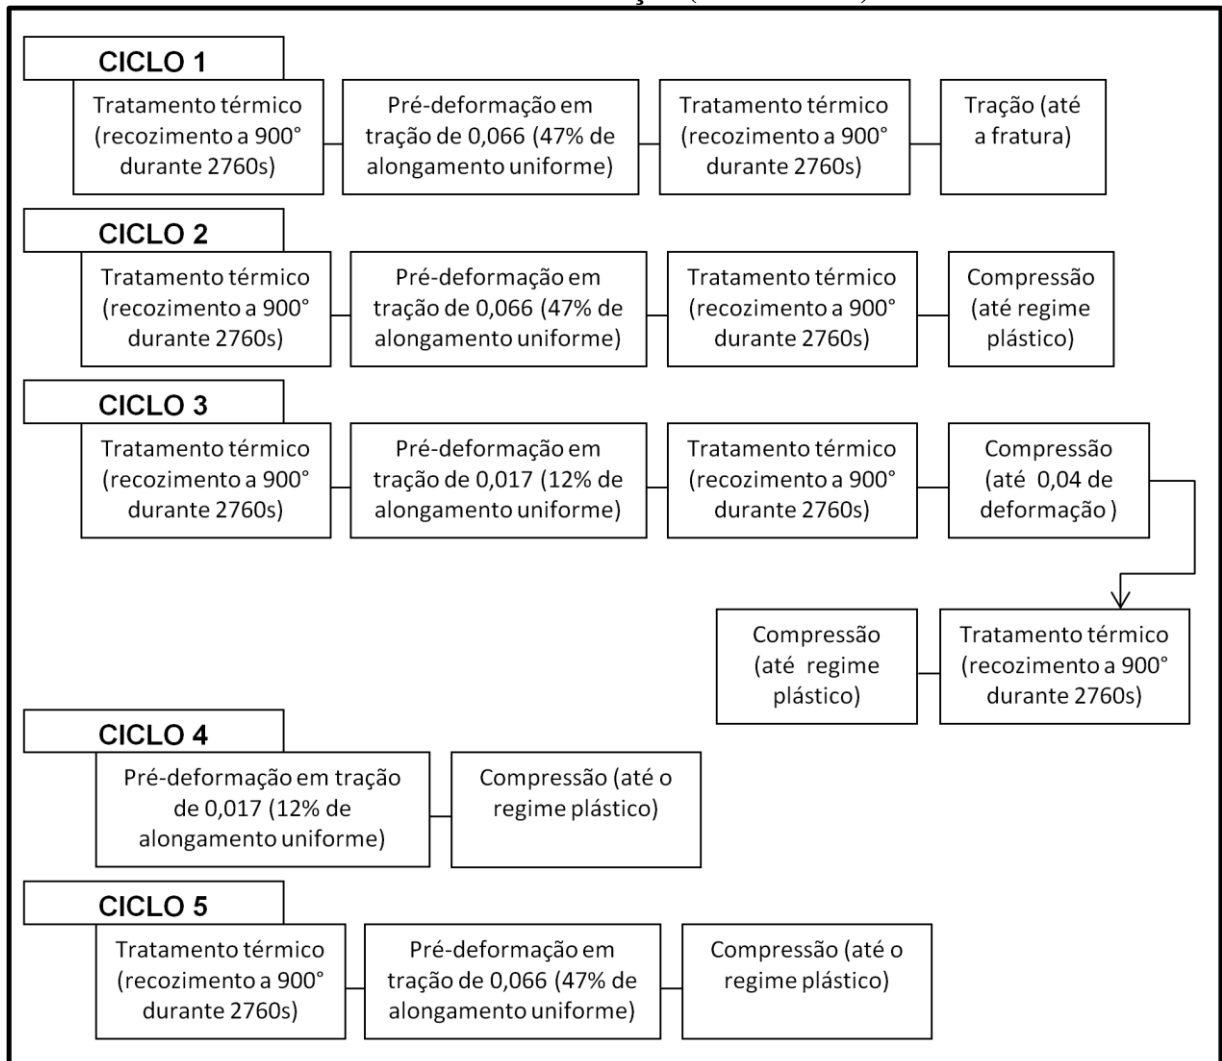 CICLO 1
Tratamento térmico
(recozimento a 900°
durante 2760s)
Pré-deformação em
tração de 0,066 (47% de
alongamento uniforme)
Tratamento térmico
(recozimento a 900°
durante 2760s)
Tração (até
a fratura)
CICLO 2
Tratamento térmico
(recozimento a 900°
durante 2760s)
Pré-deformação em
tração de 0,066 (47% de
alongamento uniforme)
Tratamento térmico
(recozimento a 900°
durante 2760s)
Compressão
(até regime
plástico)
CICLO 3
Tratamento térmico
(recozimento a 900°
durante 2760s)
Pré-deformação em
tração de 0,017 (12% de
alongamento uniforme)
Tratamento térmico
(recozimento a 900°
durante 2760s)
Compressão
(até 0,04 de
deformação )
Compressão
(até regime
plástico)
Tratamento térmico
(recozimento a 900°
durante 2760s)
CICLO 4
Pré-deformação em tração
de 0,017 (12% de
alongamento uniforme)
Compressão (até o
regime plástico)
CICLO 5
Tratamento térmico
(recozimento a 900°
durante 2760s)
Pré-deformação em
tração de 0,066 (47% de
alongamento uniforme)
Compressão (até o
regime plástico)